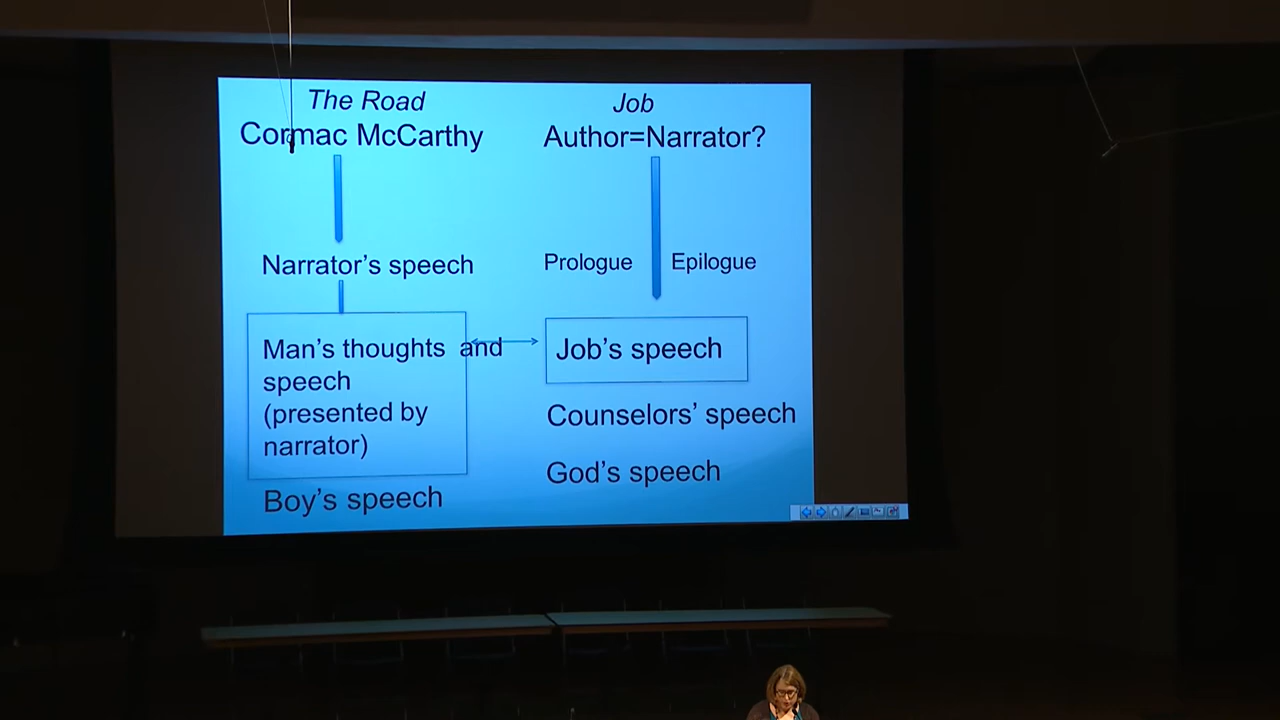 The Road
Cormac McCarthy
Narrator's speech
Man's thoughts and
speech
(presented by
narrator)
Boy's speech
Job
Author=Narrator?
Prologue Epilogue
Job's speech
Counselors' speech
God's speech